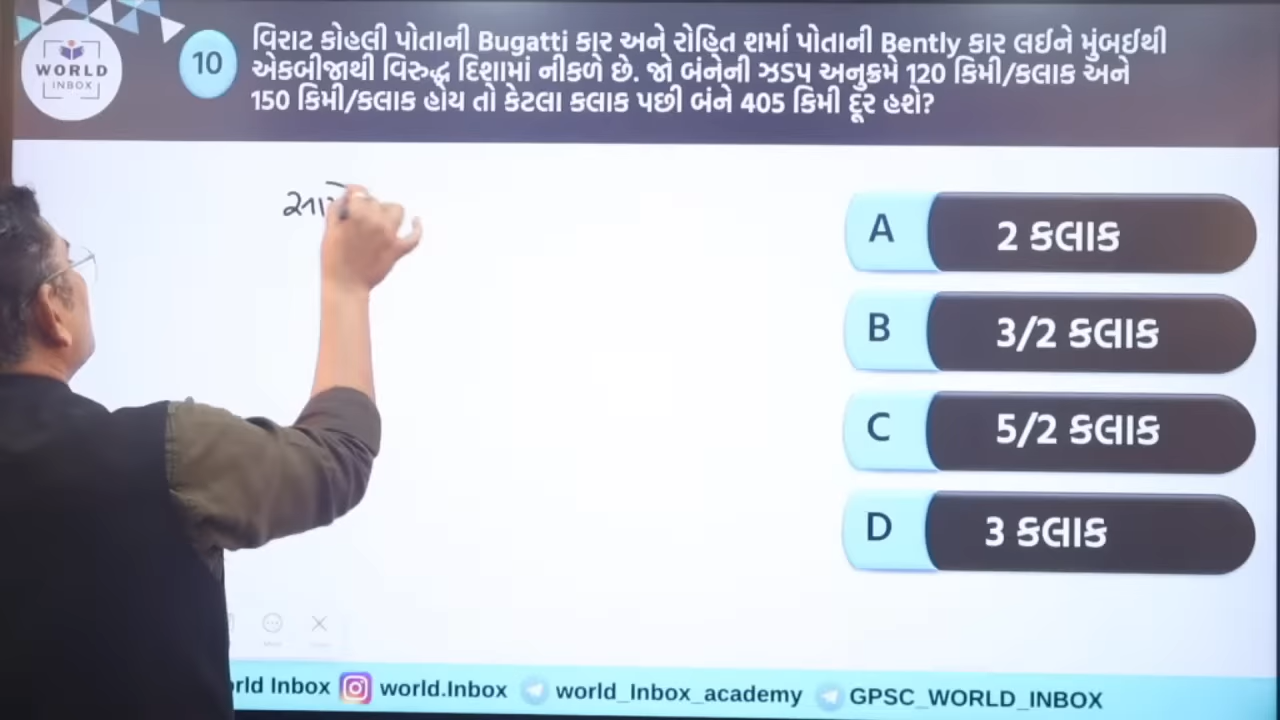 WORLD
INBOX
10
વિરાટ કોહલી પોતાની Bugatti કાર અને રોહિત શર્મા પોતાની Bently કાર લઈને મુંબઈથી
એકબીજાથી વિરુદ્ધ દિશામાં નીકળે છે. જો બંનેની ઝડપ અનુક્રમે 120 કિમી/કલાક અને
150 કિમી/કલાક હોય તો કેટલા કલાક પછી બંને 405 કિમી દૂર હશે?
A 2 કલાક
B 3/2 કલાક
C 5/2 કલાક
D 3 કલાક
Inbox world.Inbox world_Inbox_academy GPSC_WORLD_INBOX